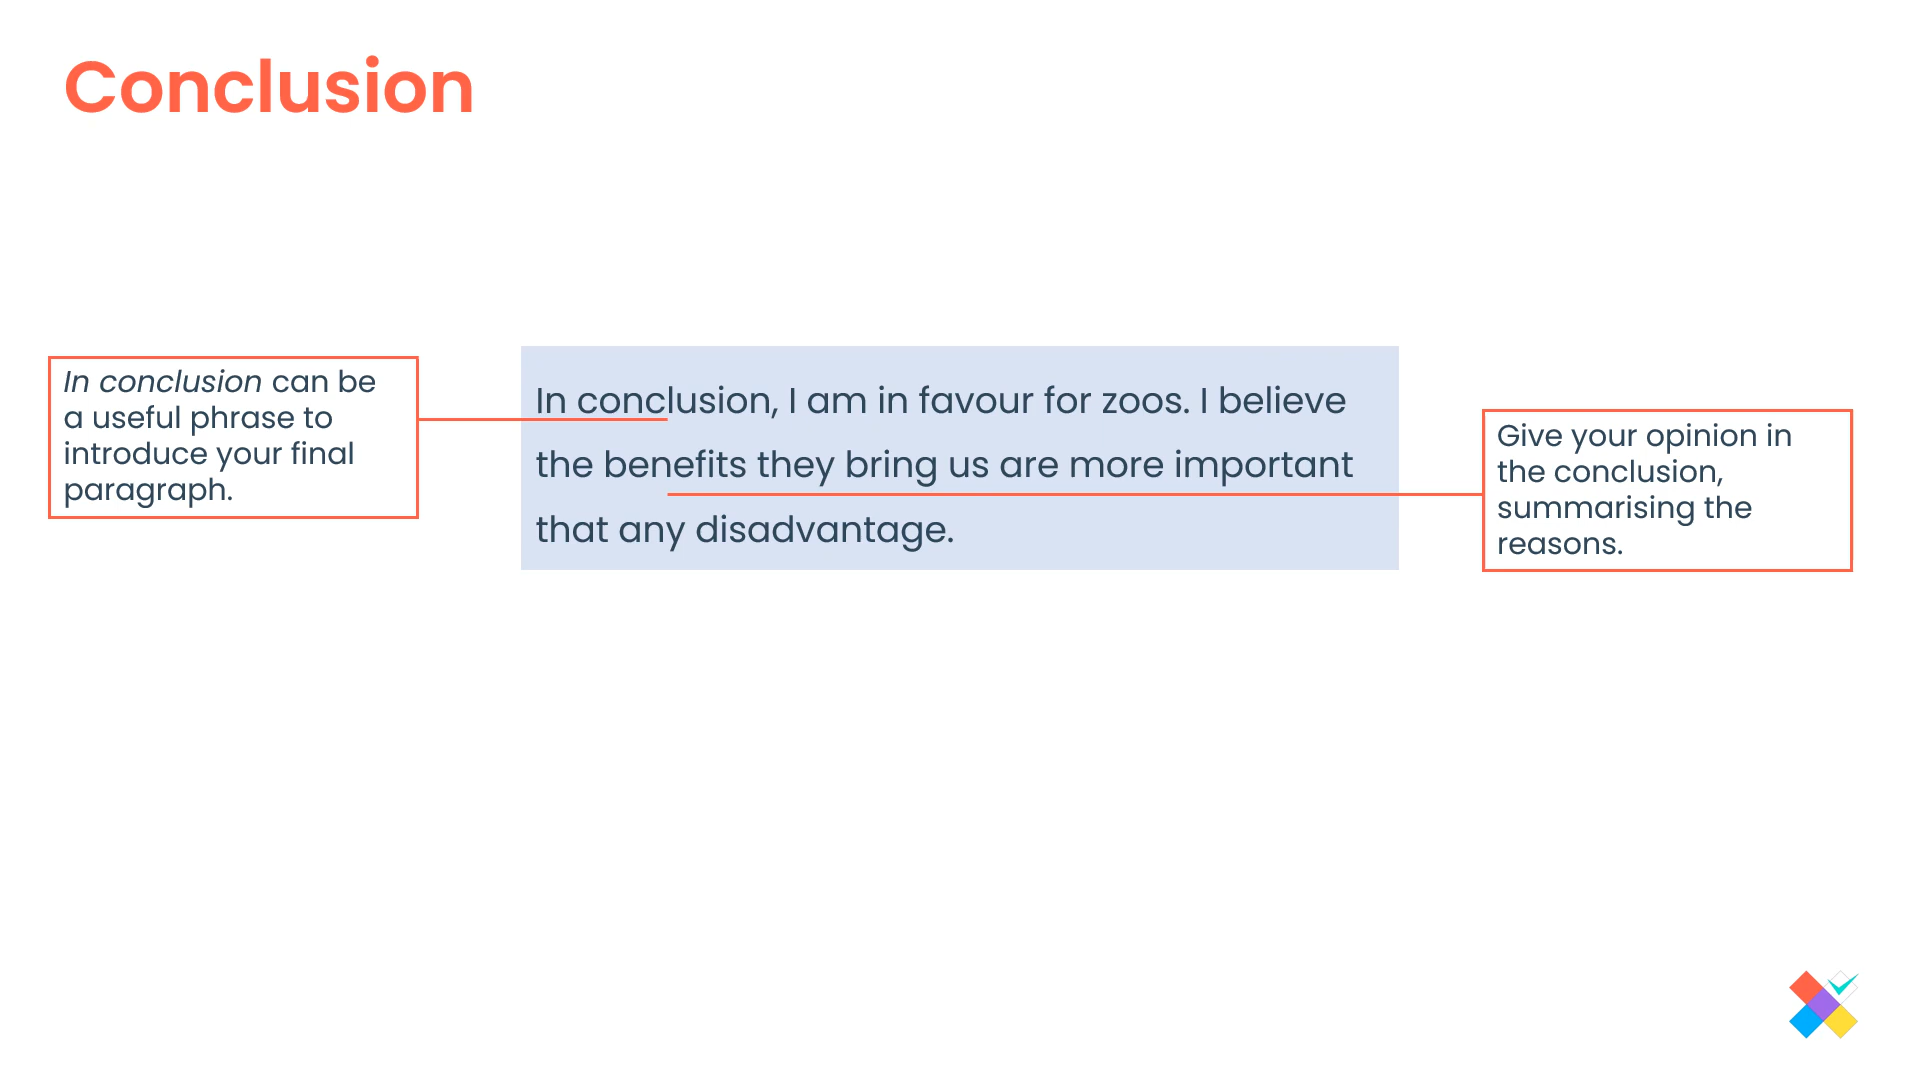 Conclusion
In conclusion can be
a useful phrase to
introduce your final
paragraph.
In conclusion, I am in favour for zoos. I believe
the benefits they bring us are more important
that any disadvantage.
Give your opinion in
the conclusion,
summarising the
reasons.